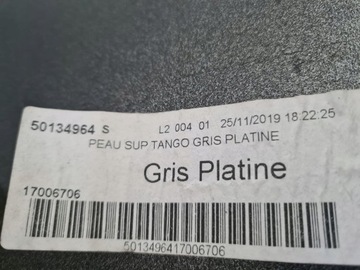 50134964 S L2 004 01 25/11/2019 18:22:25
PEAU SUP TANGO GRIS PLATINE
Gris Platine
17006706
5013496417006706